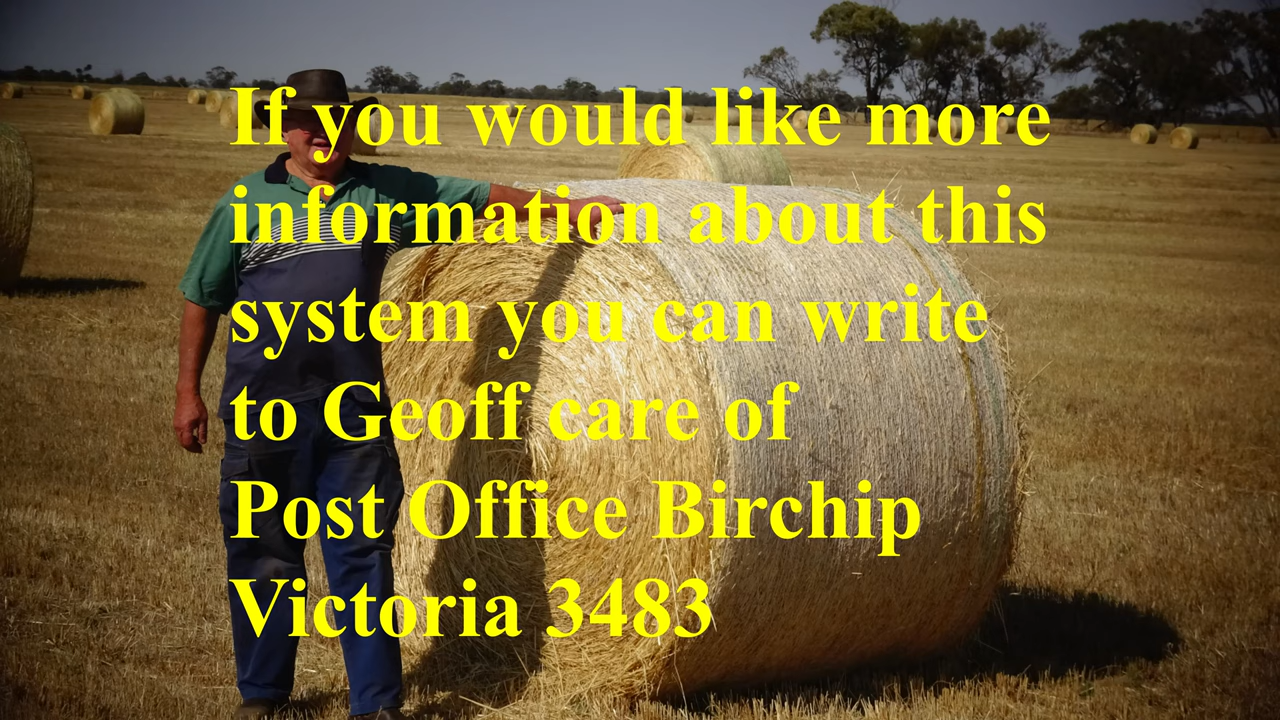 If you would like more
information about this
system you can write
to Geoff care of
Post Office Birchip
Victoria 3483